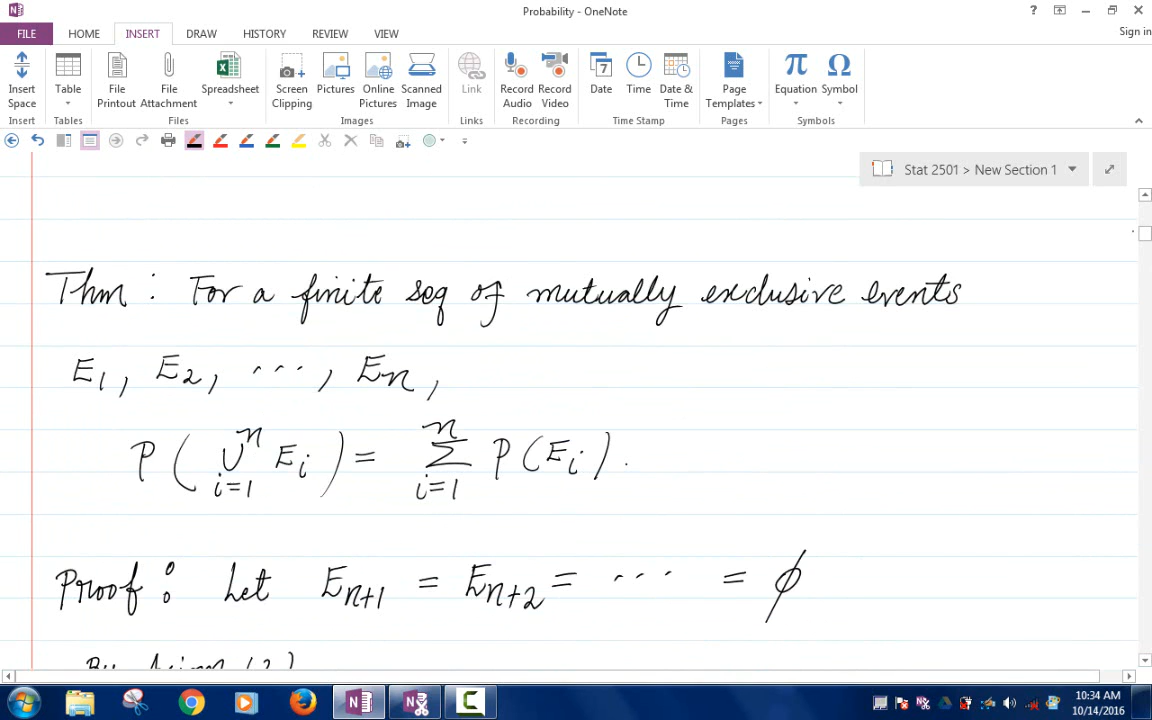 Probability - OneNote
Sign in
FILE HOME INSERT DRAW HISTORY REVIEW VIEW
Insert Space
Table
File Printout
File Attachment
Spreadsheet
Screen Clipping
Pictures
Online Pictures
Scanned Image
Link
Record Audio
Record Video
Date
Time
Date & Time
Page Templates
Equation
Symbol
Insert Tables Files Images Links Recording Time Stamp Pages Symbols
Stat 2501 > New Section 1
Thm : For a finite seq of mutually exclusive events
E1, E2, ..., En,
P( ∪_{i=1}^{n} Ei ) = Σ_{i=1}^{n} P(Ei).
Proof : Let E_{n+1} = E_{n+2} = ... = ϕ
10:34 AM
10/14/2016